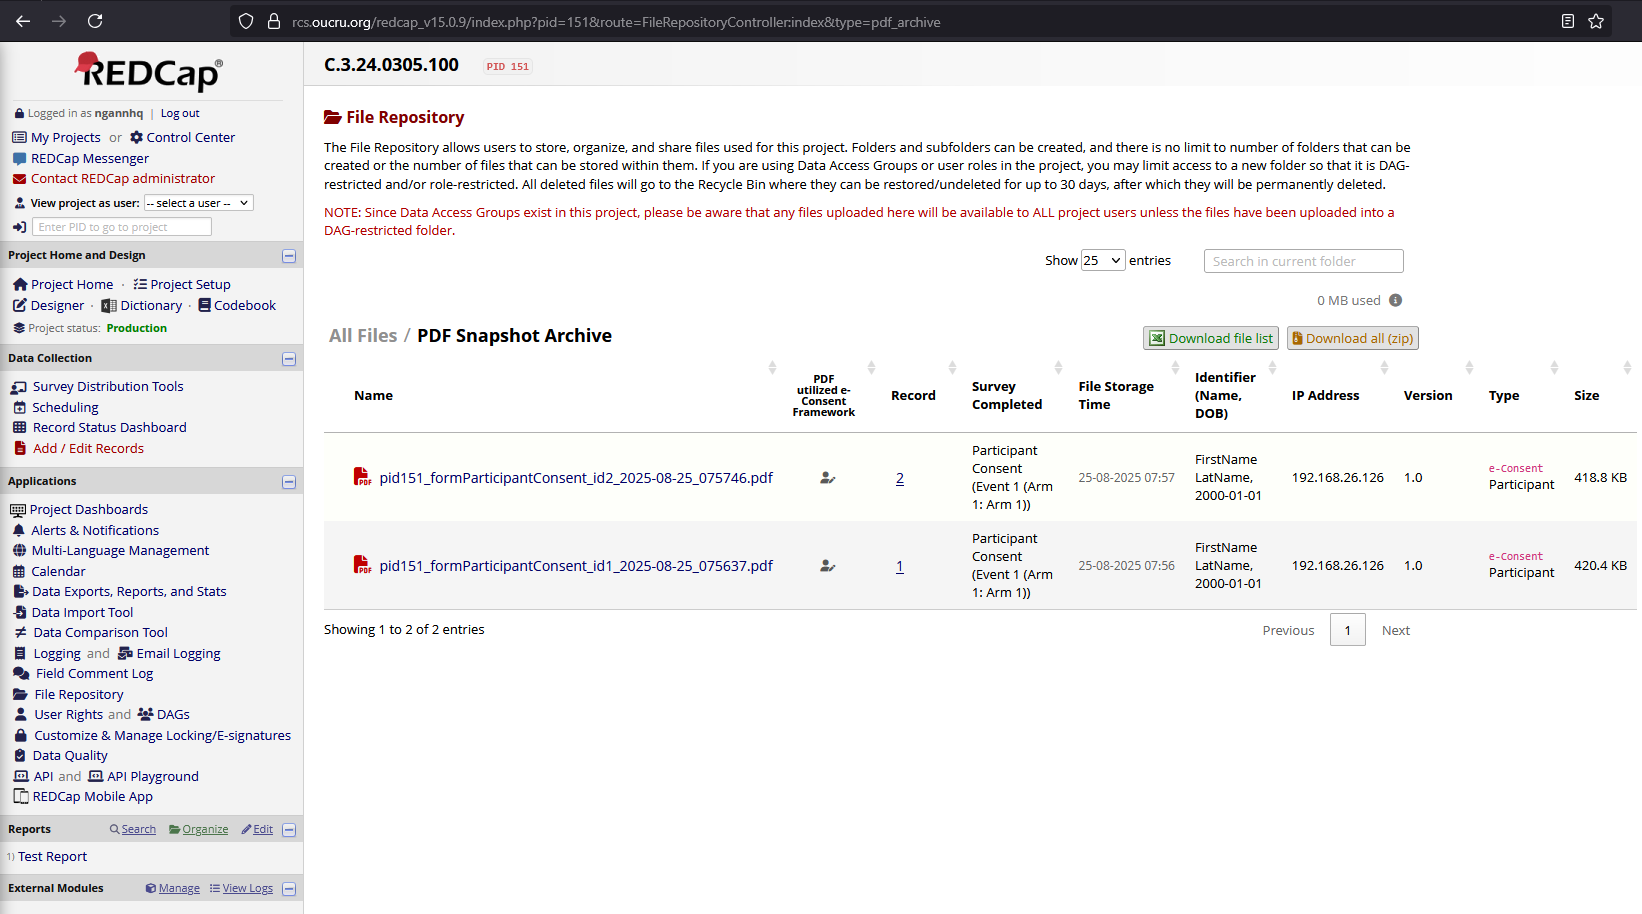 rcs.oucru.org/redcap_v15.0.9/index.php?pid=151&route=FileRepositoryController:index&type=pdf_archive
REDCap®
Logged in as ngannhq | Log out
My Projects or Control Center
REDCap Messenger
Contact REDCap administrator
View project as user: -- select a user --
Enter PID to go to project
Project Home and Design
Project Home · Project Setup
Designer · Dictionary · Codebook
Project status: Production
Data Collection
Survey Distribution Tools
Scheduling
Record Status Dashboard
Add / Edit Records
Applications
Project Dashboards
Alerts & Notifications
Multi-Language Management
Calendar
Data Exports, Reports, and Stats
Data Import Tool
Data Comparison Tool
Logging and Email Logging
Field Comment Log
File Repository
User Rights and DAGs
Customize & Manage Locking/E-signatures
Data Quality
API and API Playground
REDCap Mobile App
Reports Search Organize Edit
1) Test Report
External Modules Manage View Logs
C.3.24.0305.100 PID 151
File Repository
The File Repository allows users to store, organize, and share files used for this project. Folders and subfolders can be created, and there is no limit to number of folders that can be
created or the number of files that can be stored within them. If you are using Data Access Groups or user roles in the project, you may limit access to a new folder so that it is DAG-
restricted and/or role-restricted. All deleted files will go to the Recycle Bin where they can be restored/undeleted for up to 30 days, after which they will be permanently deleted.
NOTE: Since Data Access Groups exist in this project, please be aware that any files uploaded here will be available to ALL project users unless the files have been uploaded into a
DAG-restricted folder.
Show 25 entries Search in current folder
0 MB used
All Files / PDF Snapshot Archive Download file list Download all (zip)
Name
PDF
utilized e-
Consent
Framework
Record
Survey
Completed
File Storage
Time
Identifier
(Name,
DOB)
IP Address
Version
Type
Size
PDF
pid151_formParticipantConsent_id2_2025-08-25_075746.pdf
2
Participant
Consent
(Event 1 (Arm
1: Arm 1))
25-08-2025 07:57
FirstName
LatName,
2000-01-01
192.168.26.126
1.0
e-Consent
Participant
418.8 KB
PDF
pid151_formParticipantConsent_id1_2025-08-25_075637.pdf
1
Participant
Consent
(Event 1 (Arm
1: Arm 1))
25-08-2025 07:56
FirstName
LatName,
2000-01-01
192.168.26.126
1.0
e-Consent
Participant
420.4 KB
Showing 1 to 2 of 2 entries
Previous 1 Next